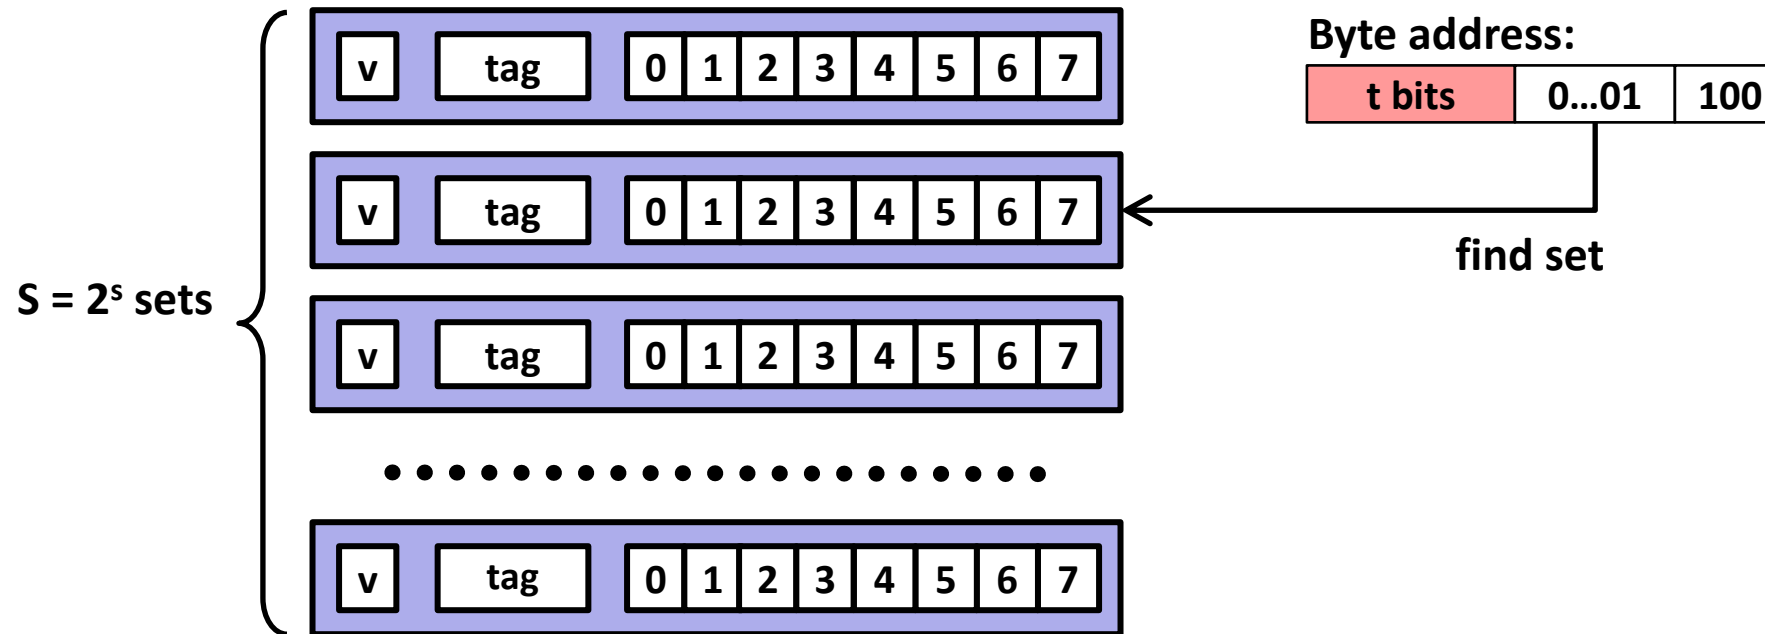 v tag 0 1 2 3 4 5 6 7
Byte address:
t bits 0...01 100
v tag 0 1 2 3 4 5 6 7
find set
S = 2ˢ sets
v tag 0 1 2 3 4 5 6 7
v tag 0 1 2 3 4 5 6 7